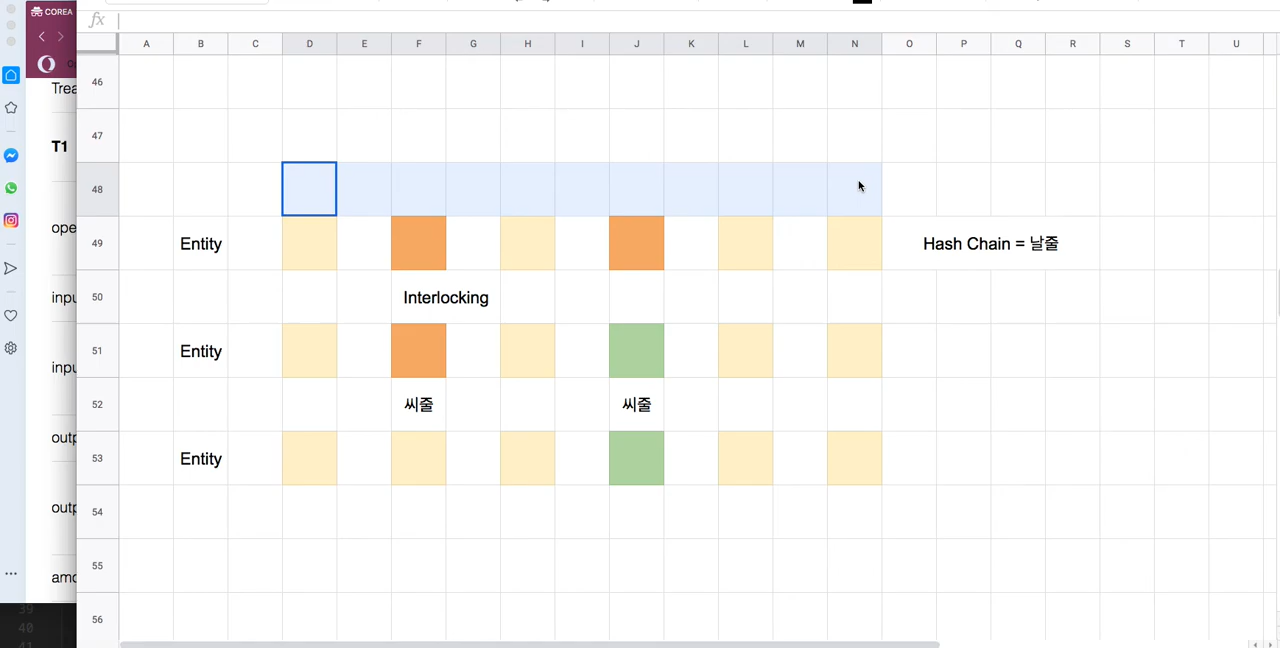 COREA
fx
A B C D E F G H I J K L M N O P Q R S T U
Trea
T1
ope
inpu
inpu
outp
outp
amo
39
40
41
46
47
48
49 Entity Hash Chain = 날줄
50 Interlocking
51 Entity
52 씨줄 씨줄
53 Entity
54
55
56